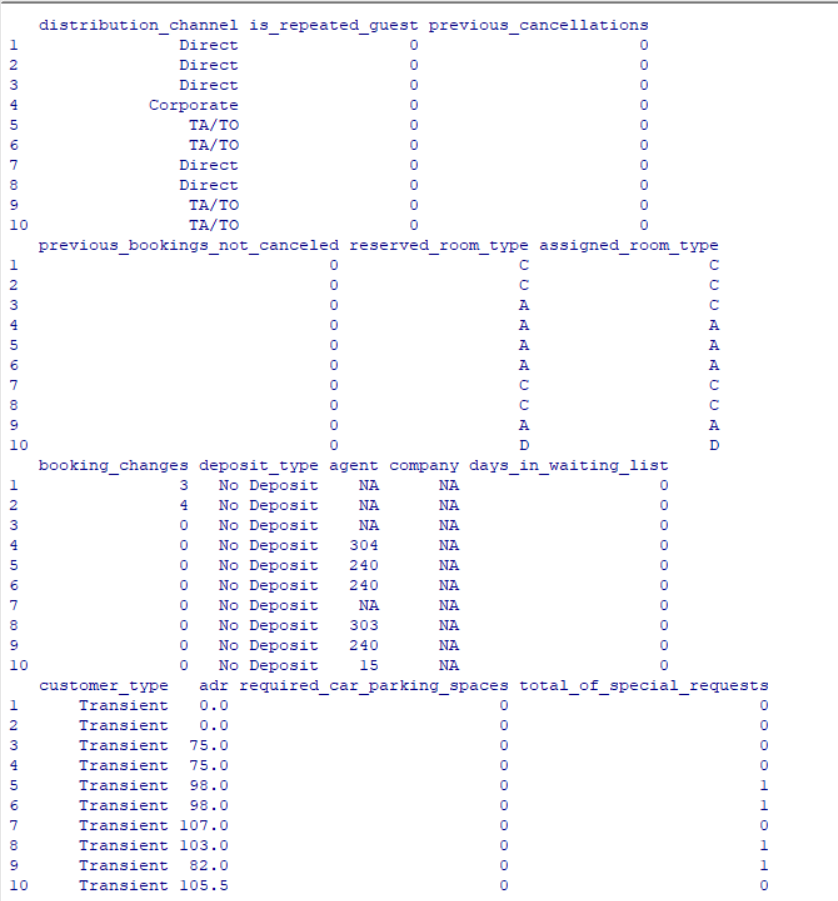 distribution_channel is_repeated_guest previous_cancellations
1 Direct 0 0
2 Direct 0 0
3 Direct 0 0
4 Corporate 0 0
5 TA/TO 0 0
6 TA/TO 0 0
7 Direct 0 0
8 Direct 0 0
9 TA/TO 0 0
10 TA/TO 0 0
previous_bookings_not_canceled reserved_room_type assigned_room_type
1 0 C C
2 0 C C
3 0 A C
4 0 A A
5 0 A A
6 0 A A
7 0 C C
8 0 C C
9 0 A A
10 0 D D
booking_changes deposit_type agent company days_in_waiting_list
1 3 No Deposit NA NA 0
2 4 No Deposit NA NA 0
3 0 No Deposit NA NA 0
4 0 No Deposit 304 NA 0
5 0 No Deposit 240 NA 0
6 0 No Deposit 240 NA 0
7 0 No Deposit NA NA 0
8 0 No Deposit 303 NA 0
9 0 No Deposit 240 NA 0
10 0 No Deposit 15 NA 0
customer_type adr required_car_parking_spaces total_of_special_requests
1 Transient 0.0 0 0
2 Transient 0.0 0 0
3 Transient 75.0 0 0
4 Transient 75.0 0 0
5 Transient 98.0 0 1
6 Transient 98.0 0 1
7 Transient 107.0 0 0
8 Transient 103.0 0 1
9 Transient 82.0 0 1
10 Transient 105.5 0 0